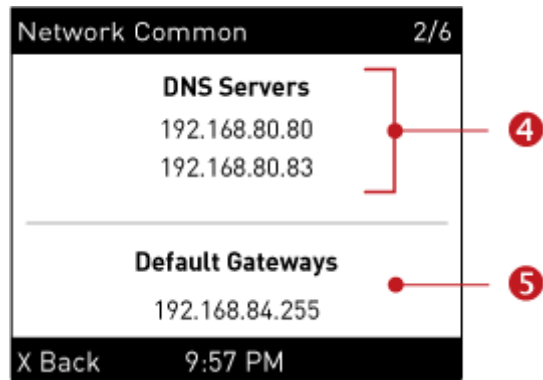 Network Common 2/6
DNS Servers
192.168.80.80
192.168.80.83
4
Default Gateways
192.168.84.255
5
X Back 9:57 PM